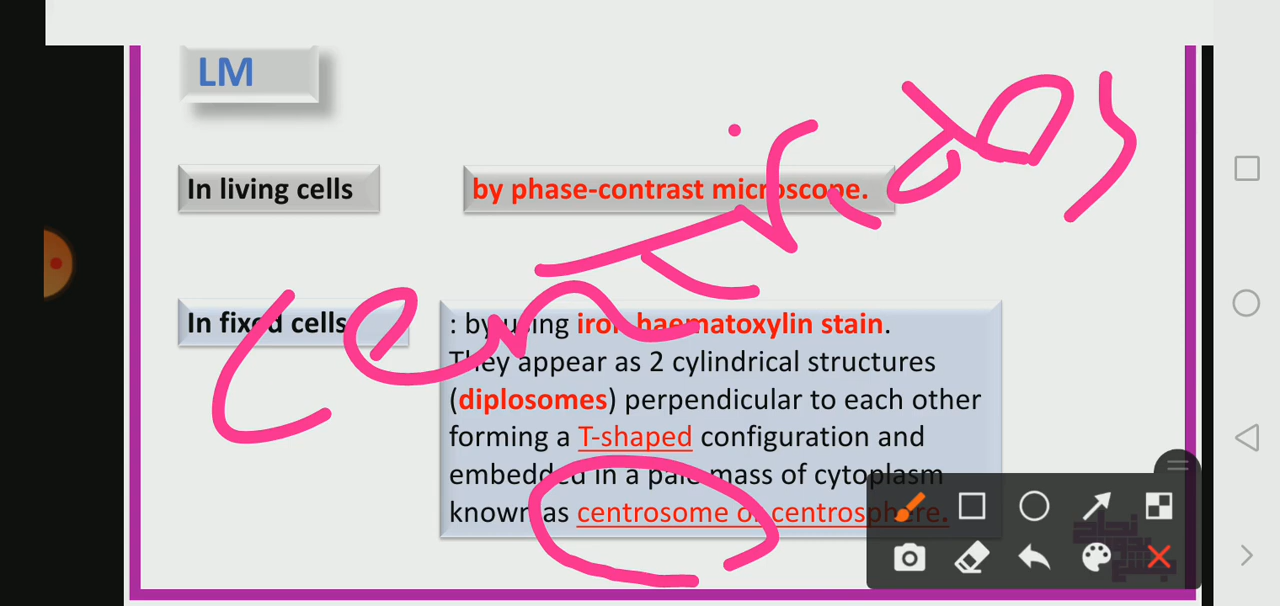 LM
In living cells
by phase-contrast microscope.
In fixed cells
: by using iron haematoxylin stain.
They appear as 2 cylindrical structures
(diplosomes) perpendicular to each other
forming a T-shaped configuration and
embedded in a pale mass of cytoplasm
known as centrosome or centrosphere.